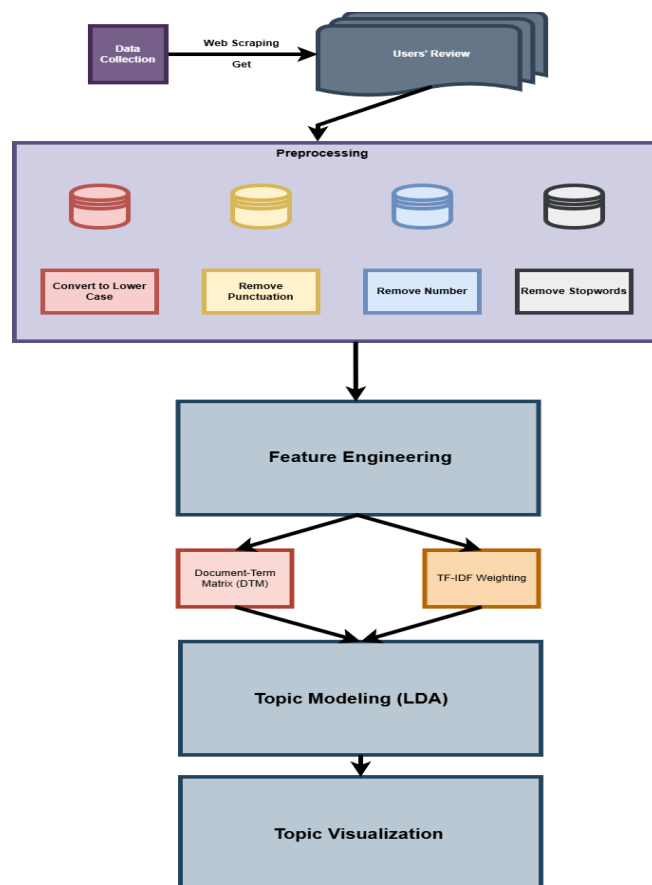 Data
Collection
Web Scraping
Get
Users' Review
Preprocessing
Convert to Lower
Case
Remove
Punctuation
Remove Number
Remove Stopwords
Feature Engineering
Document-Term
Matrix (DTM)
TF-IDF Weighting
Topic Modeling (LDA)
Topic Visualization